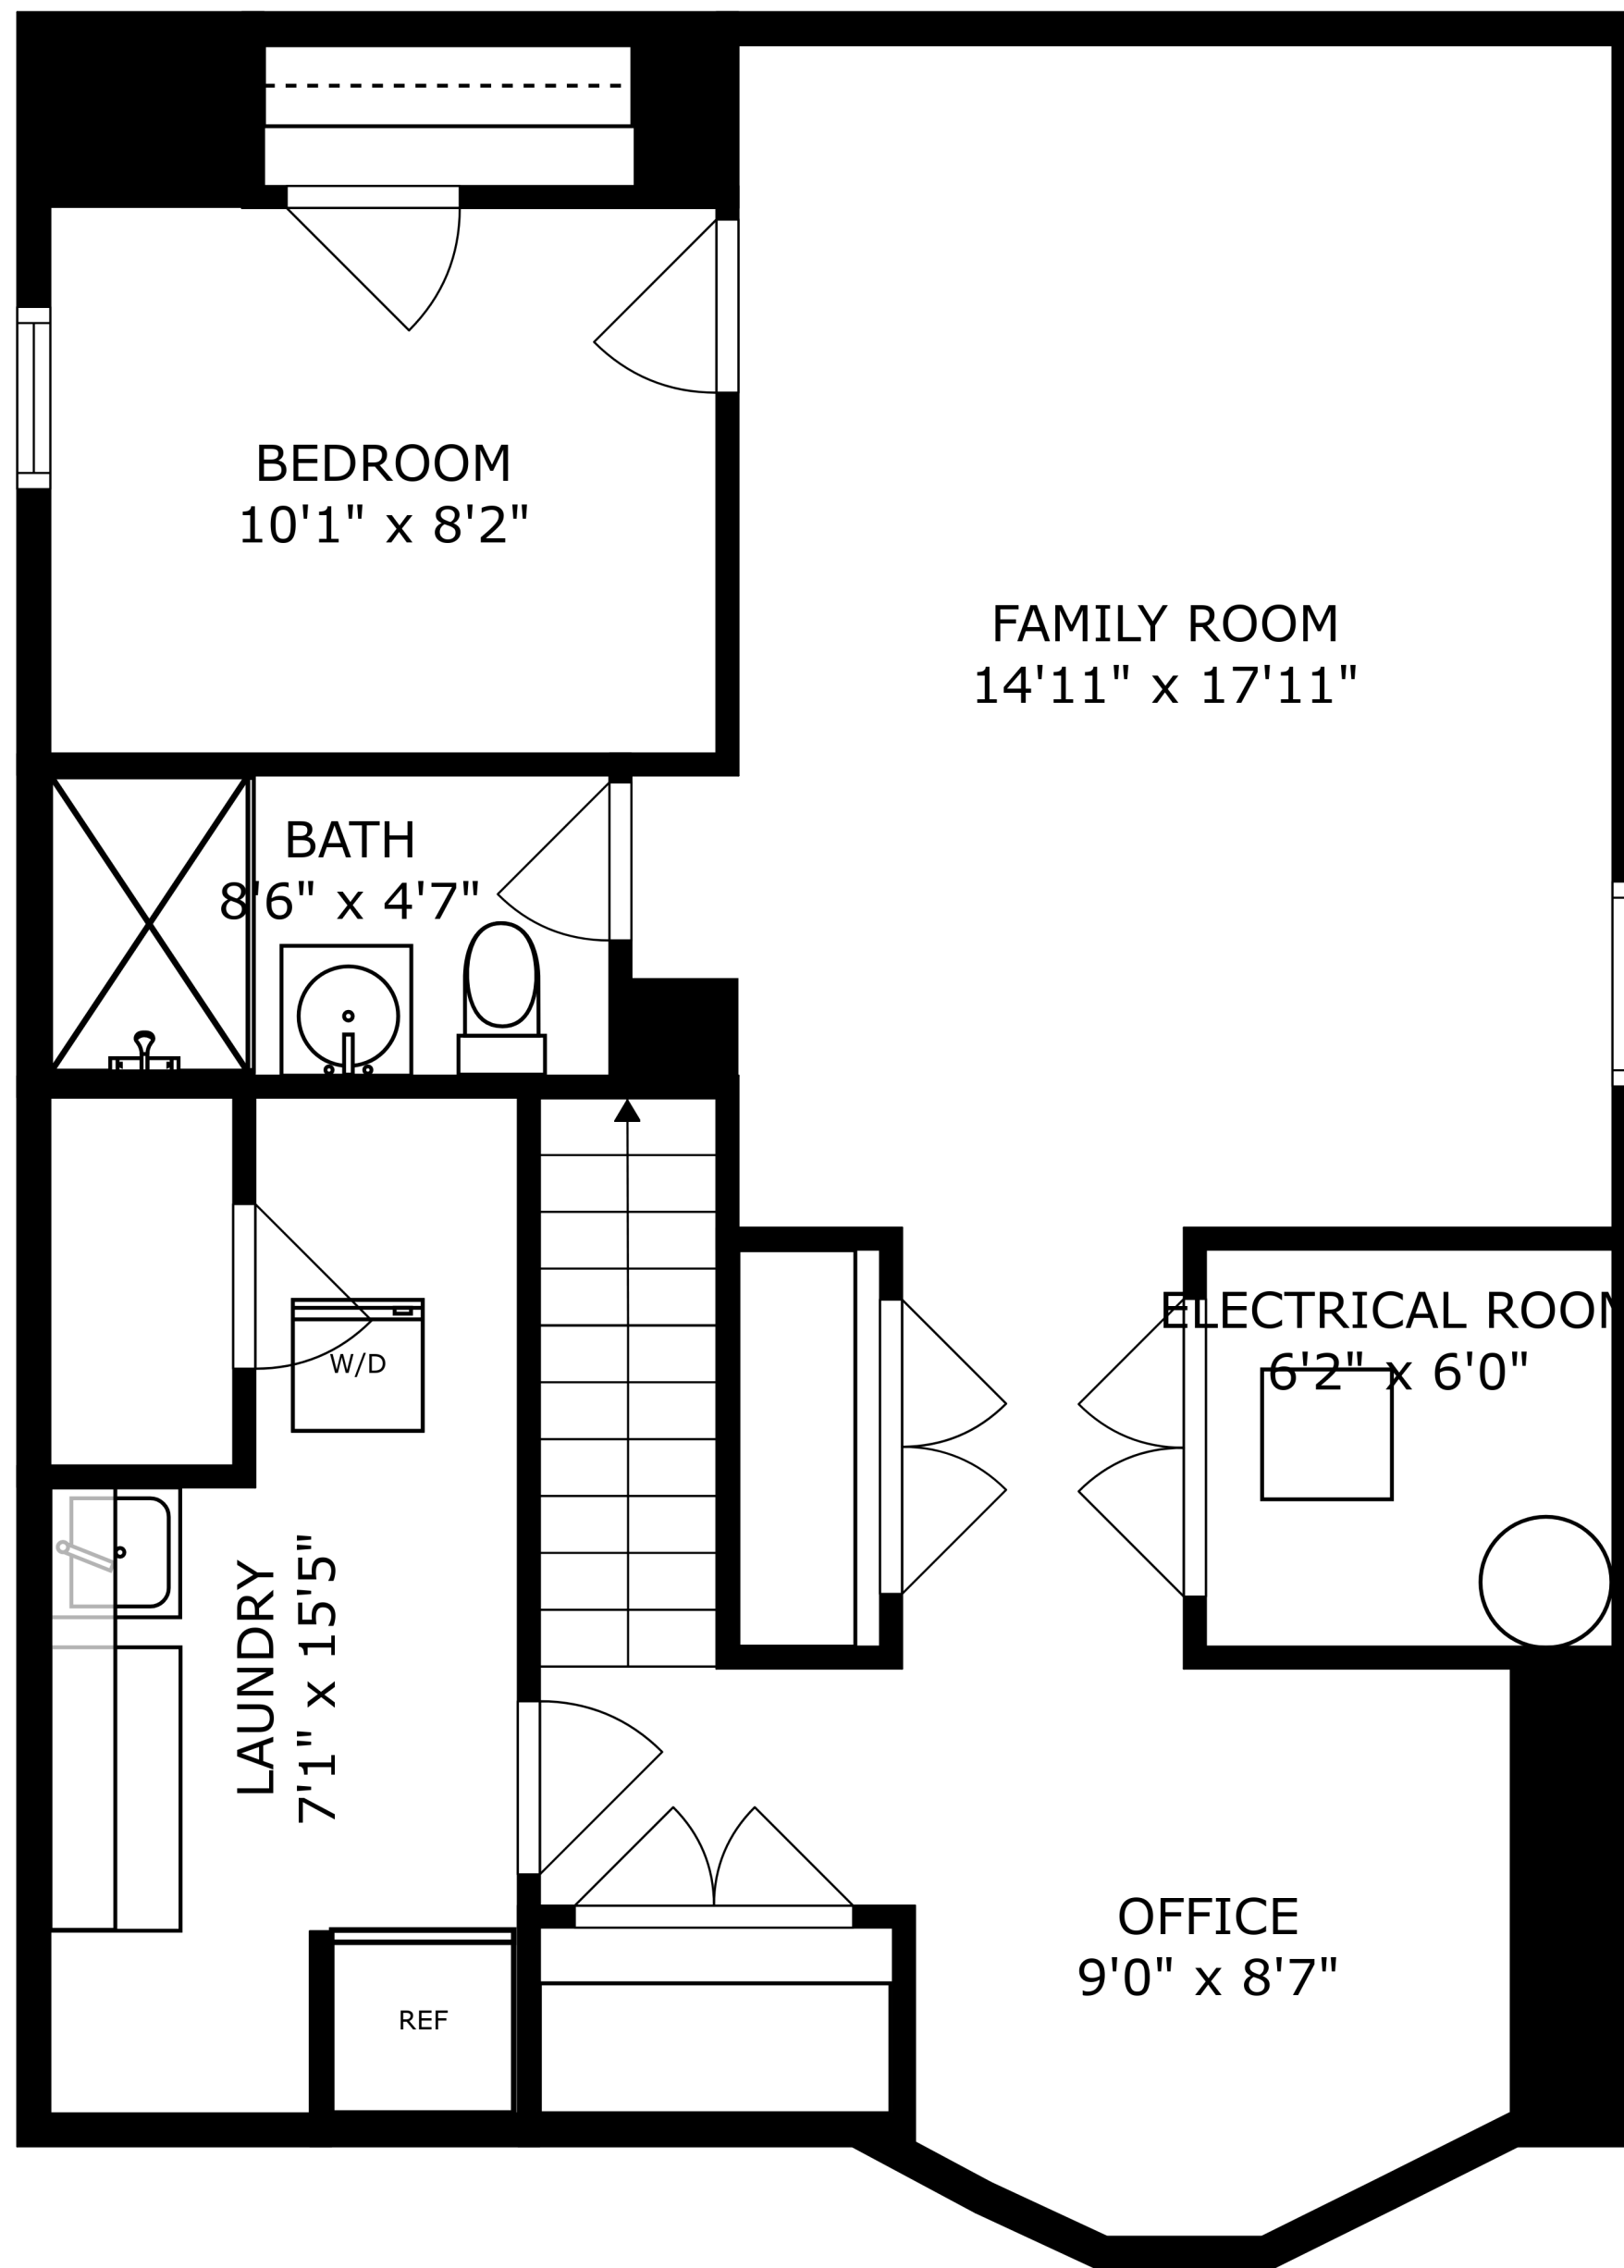 BEDROOM
10'1" x 8'2"
FAMILY ROOM
14'11" x 17'11"
BATH
8'6" x 4'7"
ELECTRICAL ROOM
6'2" x 6'0"
W/D
LAUNDRY
7'1" x 15'5"
OFFICE
9'0" x 8'7"
REF